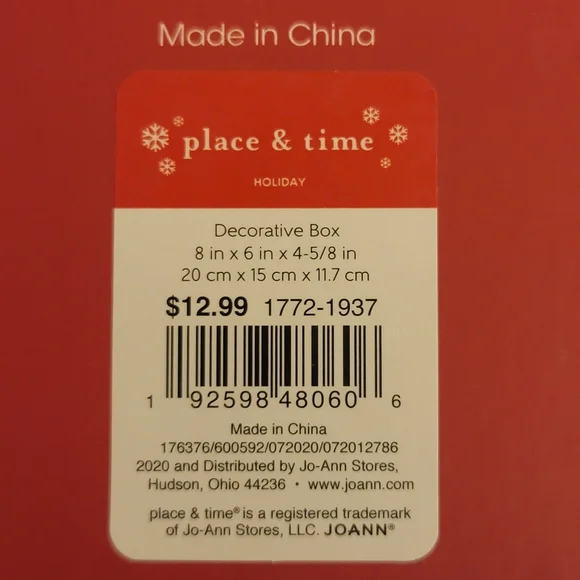 Made in China
place & time
HOLIDAY
Decorative Box
8 in x 6 in x 4-5/8 in
20 cm x 15 cm x 11.7 cm
$12.99 1772-1937
1 92598 48060 6
Made in China
176376/600592/072020/072012786
2020 and Distributed by Jo-Ann Stores,
Hudson, Ohio 44236 • www.joann.com
place & time® is a registered trademark
of Jo-Ann Stores, LLC. JOANN®